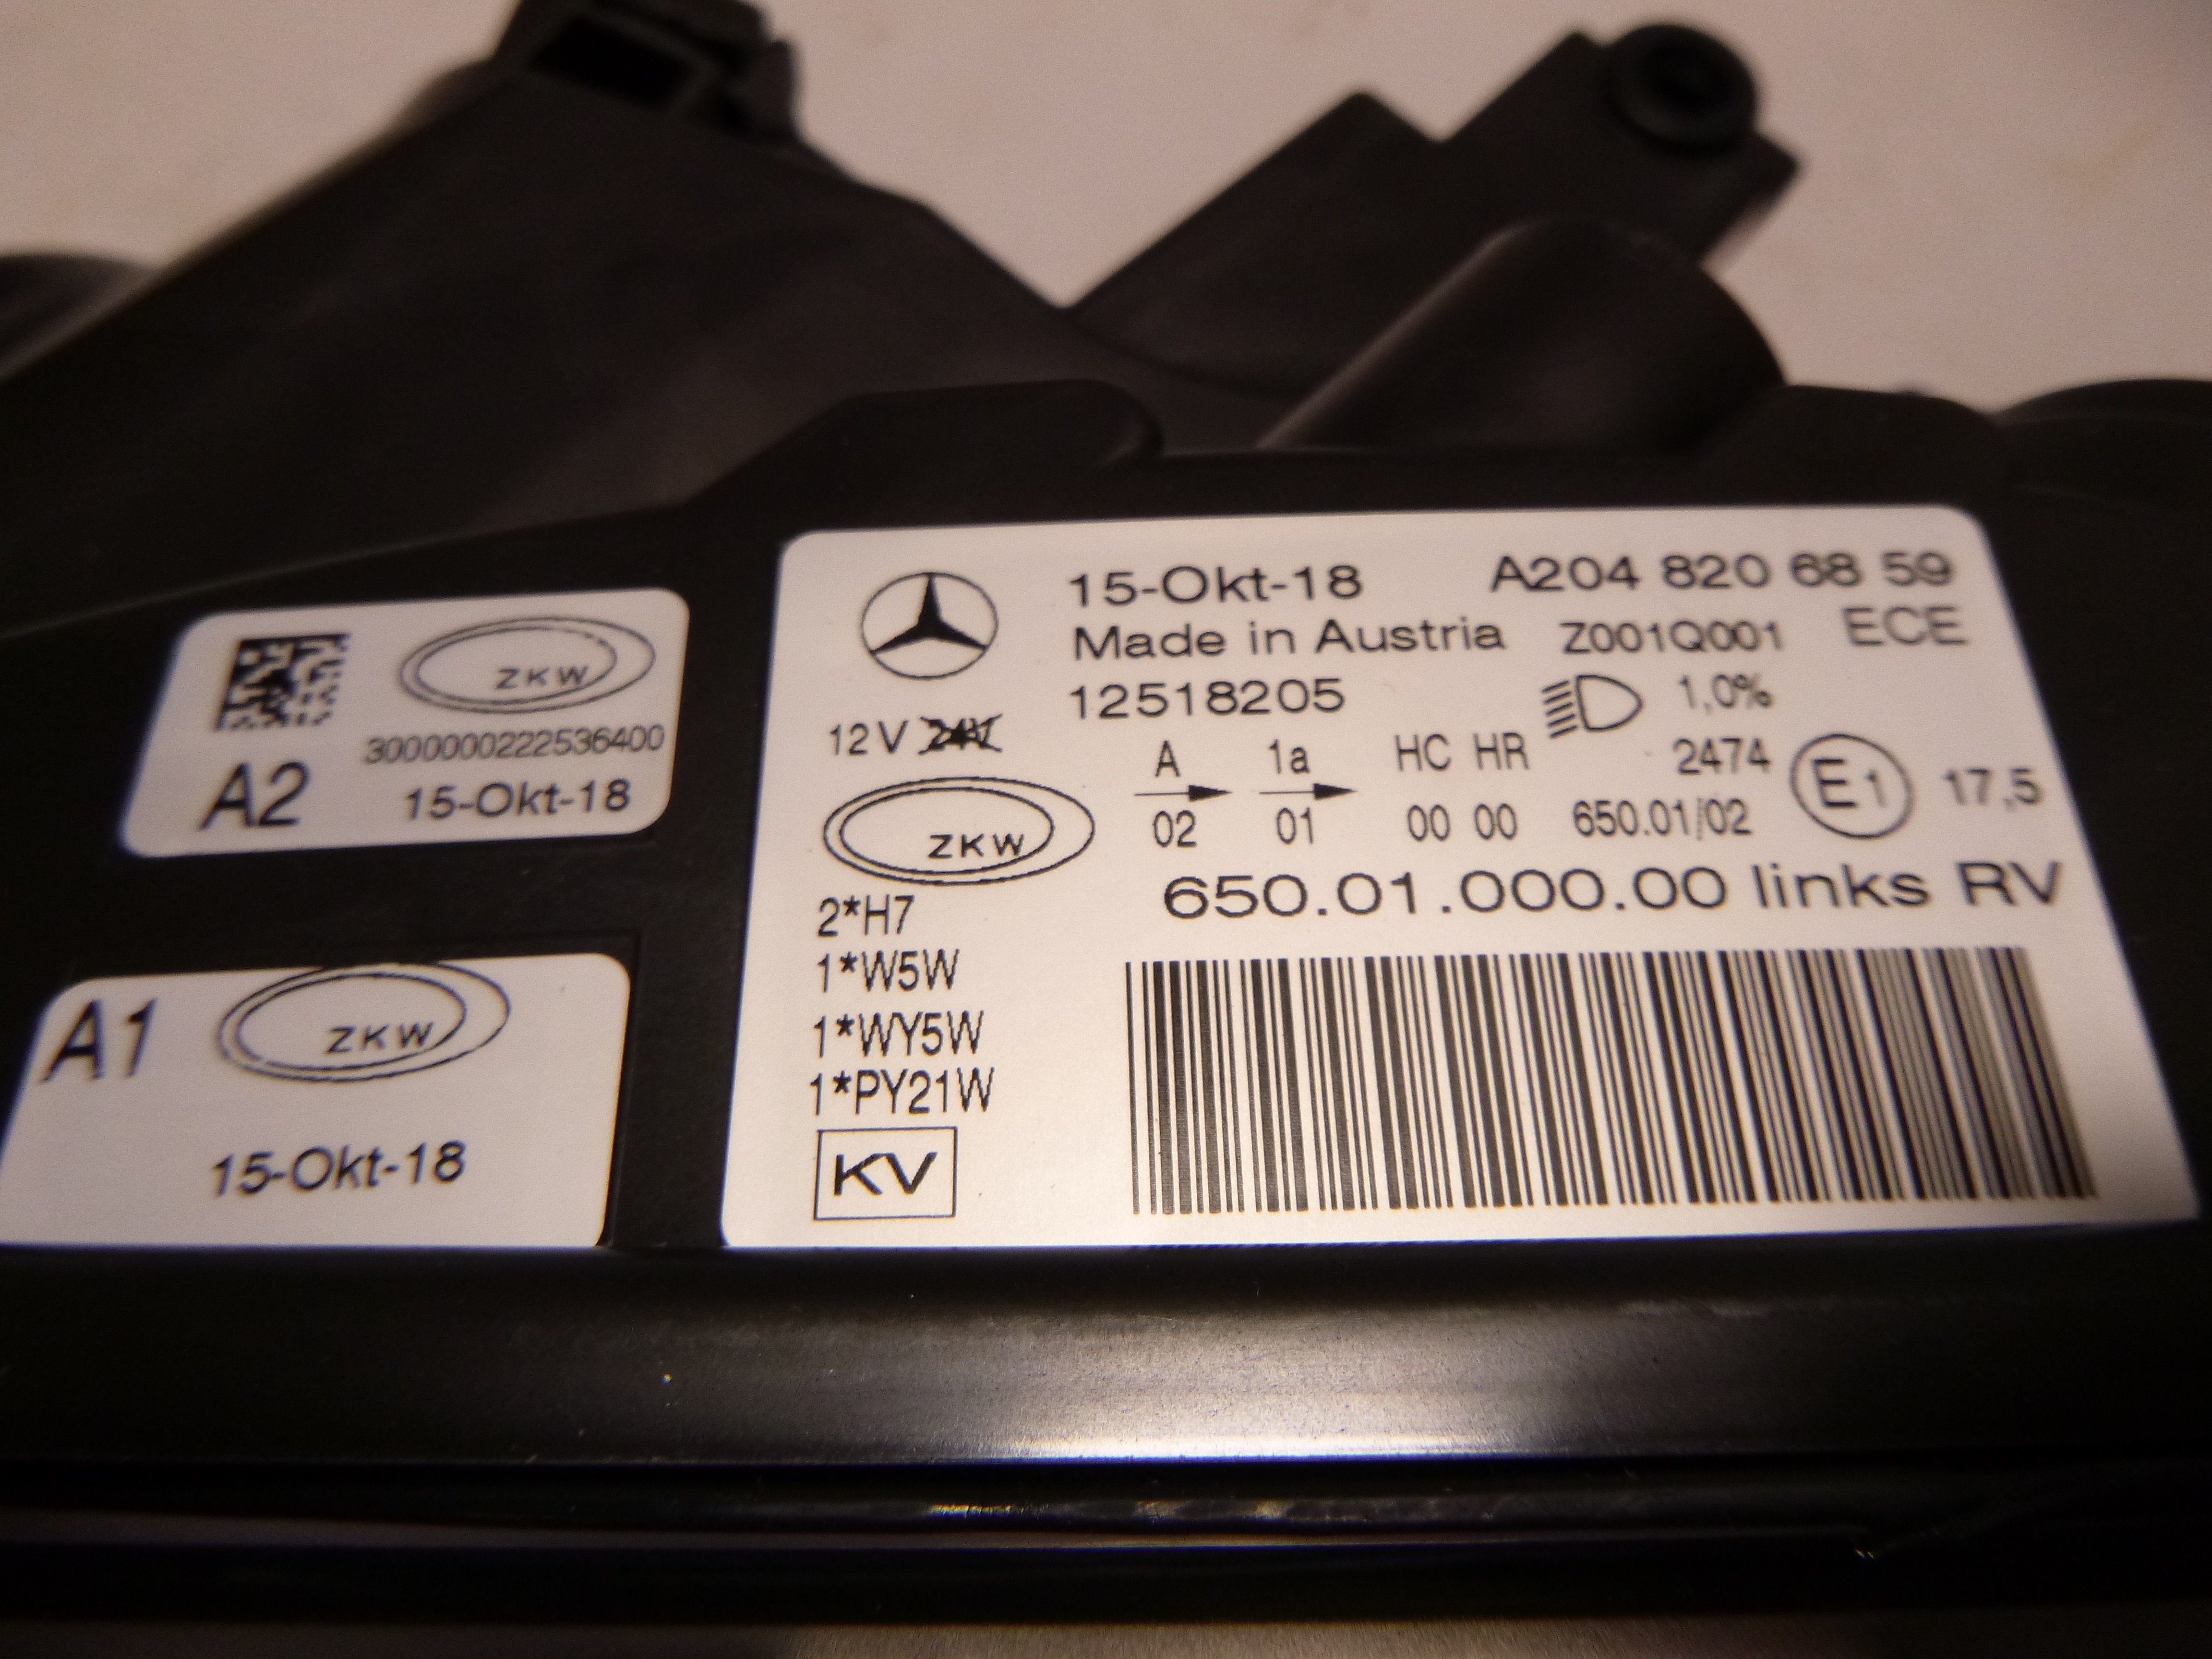 ZKW
3000000222536400
A2 15-Okt-18
A1 ZKW
15-Okt-18
15-Okt-18 A204 820 68 59
Made in Austria Z001Q001 ECE
12518205 1,0%
12V 24V A 1a HC HR 2474 E1 17,5
ZKW 02 01 00 00 650.01/02
650.01.000.00 links RV
2*H7
1*W5W
1*WY5W
1*PY21W
KV